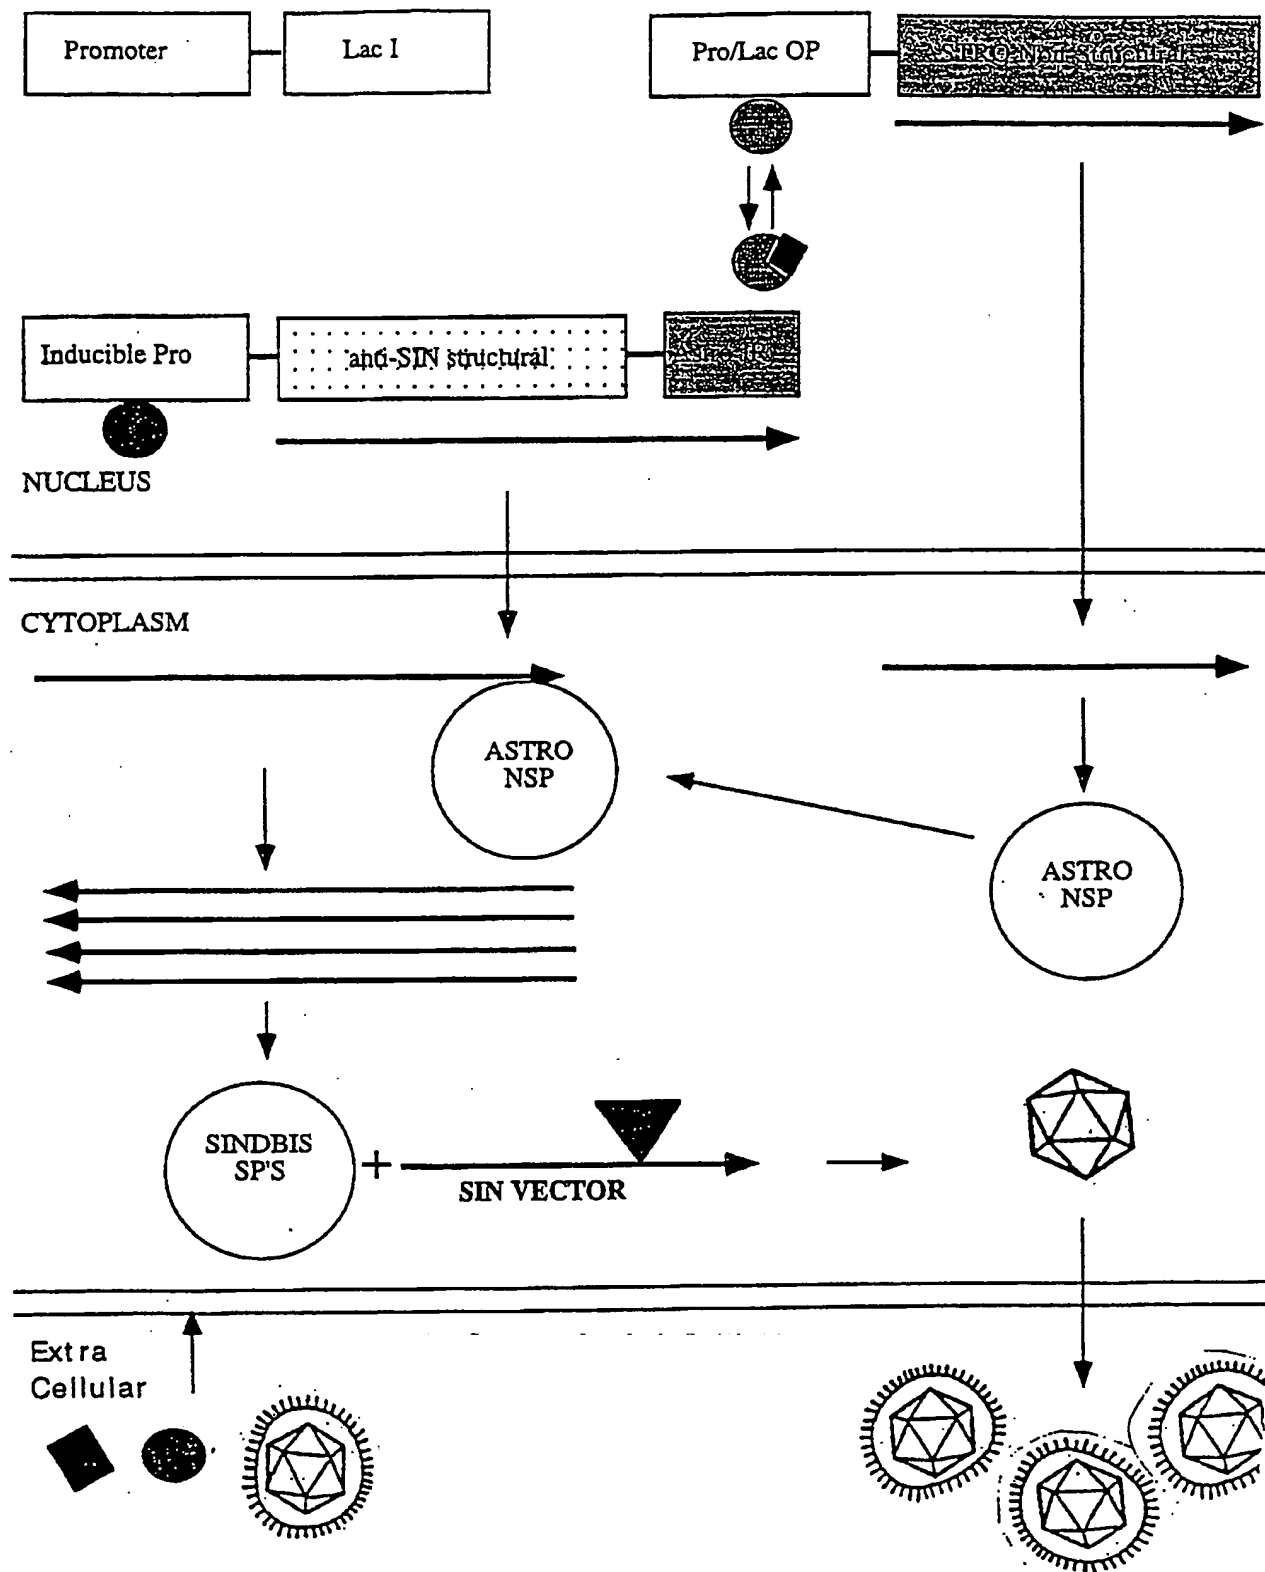 Promoter
Lac I
Pro/Lac OP
Inducible Pro
anti-SIN structural
NUCLEUS
CYTOPLASM
ASTRO
NSP
ASTRO
NSP
SINDBIS
SP'S
+
SIN VECTOR
Extra
Cellular